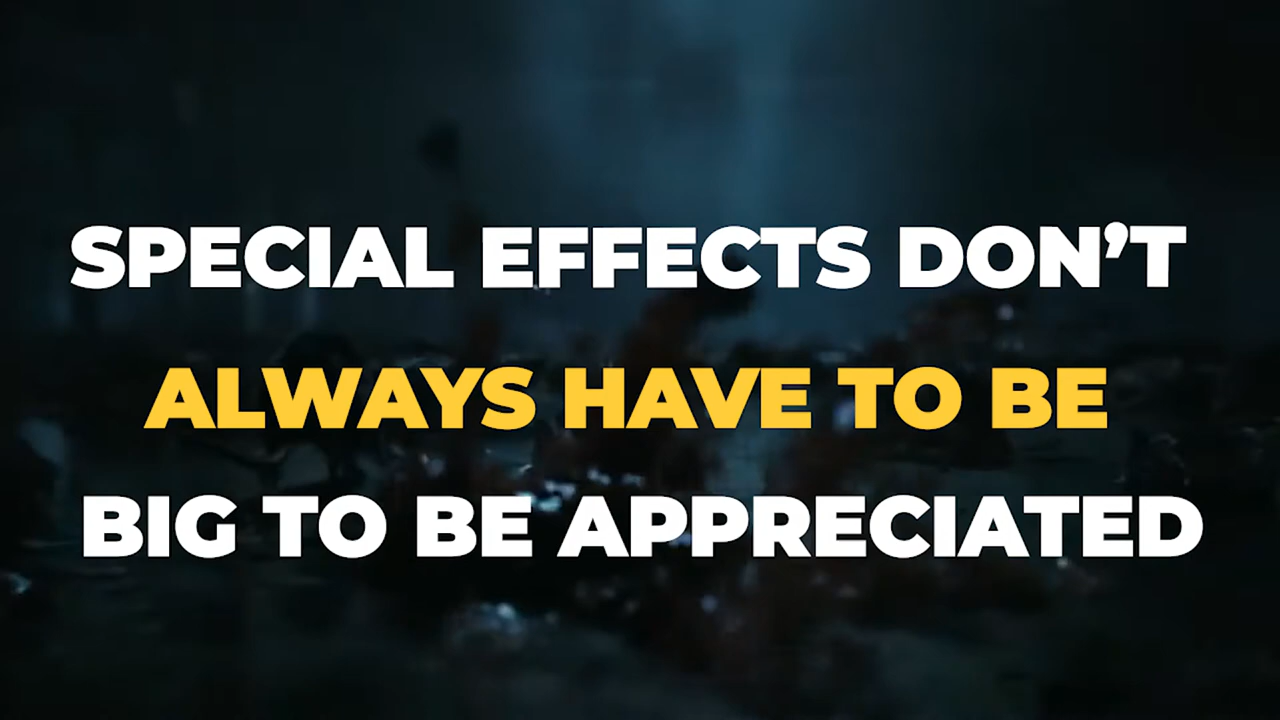 SPECIAL EFFECTS DON’T
ALWAYS HAVE TO BE
BIG TO BE APPRECIATED